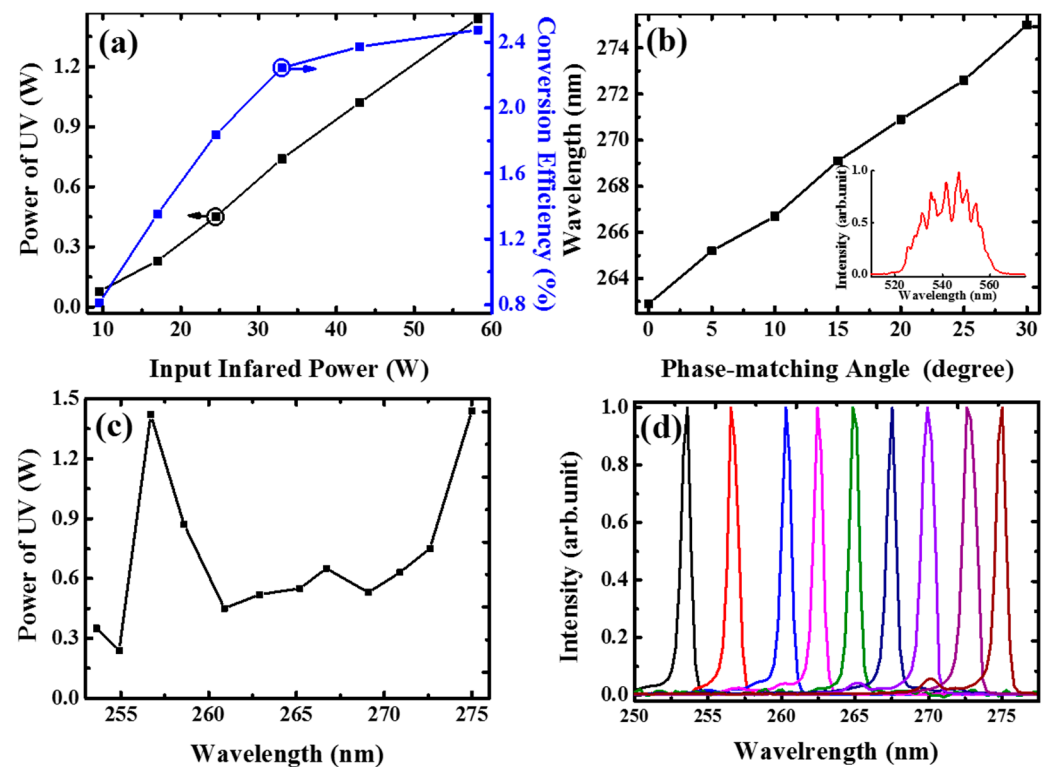 (a)
Power of UV (W)
1.2
0.9
0.6
0.3
0.0
2.4
2.0
1.6
1.2
0.8
Conversion Efficiency (%)
10 20 30 40 50 60
Input Infared Power (W)
(b)
Wavelength (nm)
274
272
270
268
266
264
0 5 10 15 20 25 30
Phase-matching Angle (degree)
Intensity (arb.unit)
1.0
0.5
0.0
520 540 560
Wavelength (nm)
(c)
Power of UV (W)
1.5
1.2
0.9
0.6
0.3
0.0
255 260 265 270 275
Wavelength (nm)
(d)
Intensity (arb.unit)
1.0
0.8
0.6
0.4
0.2
0.0
250 255 260 265 270 275
Wavelrength (nm)